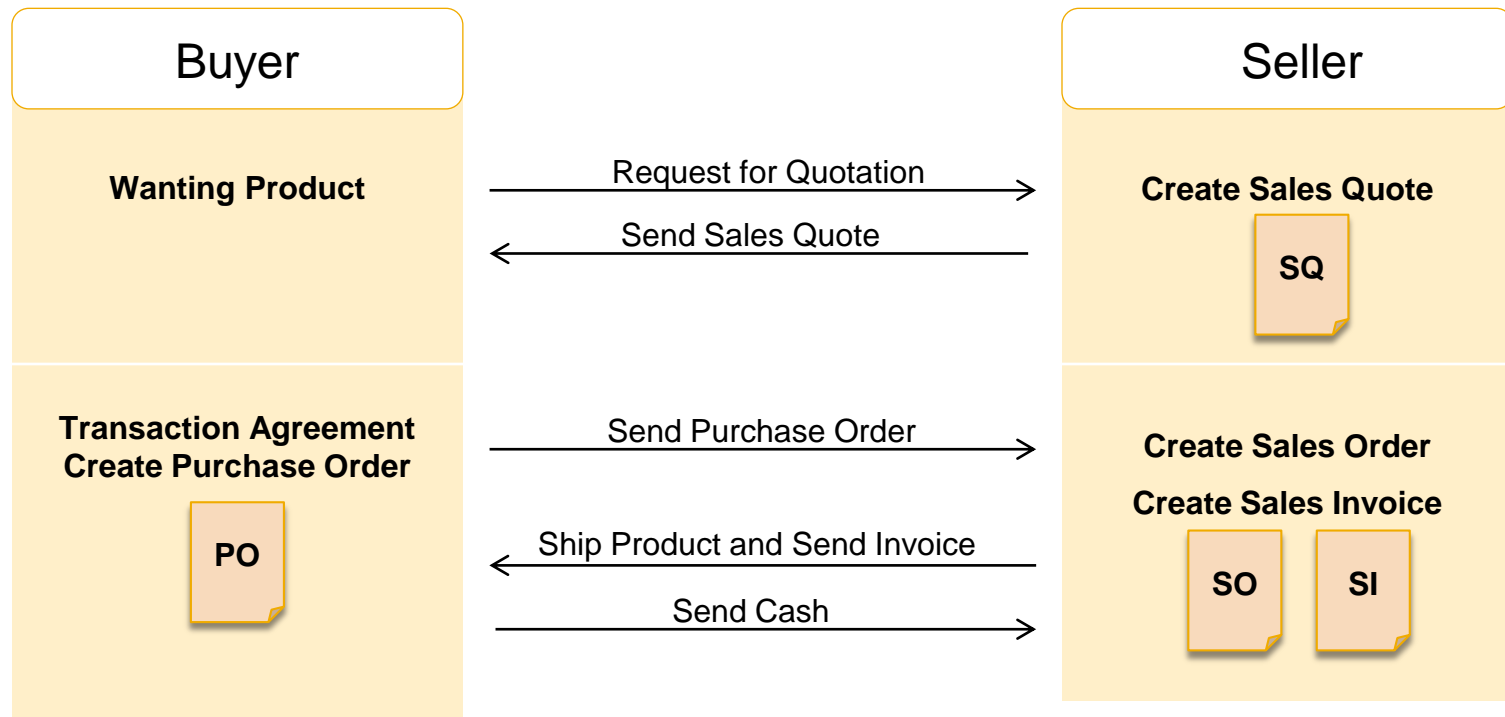 Buyer
Seller
Wanting Product
Request for Quotation
Create Sales Quote
Send Sales Quote
SQ
Transaction Agreement
Create Purchase Order
Send Purchase Order
Create Sales Order
Create Sales Invoice
PO
Ship Product and Send Invoice
SO
SI
Send Cash